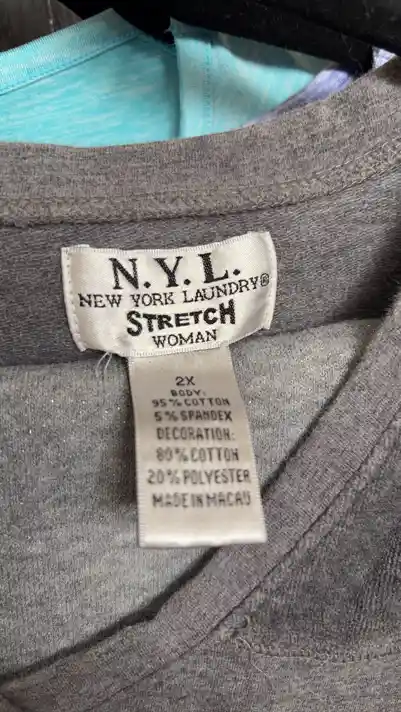 N.Y.L.
NEW YORK LAUNDRY®
STRETCH
WOMAN
2X
BODY:
95% COTTON
5% SPANDEX
DECORATION:
80% COTTON
20% POLYESTER
MADE IN MACAU